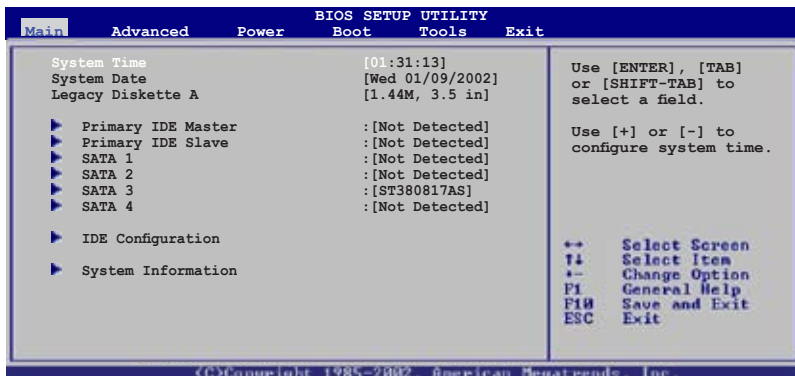 BIOS SETUP UTILITY
Main Advanced Power Boot Tools Exit
System Time [01:31:13]
System Date [Wed 01/09/2002]
Legacy Diskette A [1.44M, 3.5 in]
Primary IDE Master :[Not Detected]
Primary IDE Slave :[Not Detected]
SATA 1 :[Not Detected]
SATA 2 :[Not Detected]
SATA 3 :[ST380817AS]
SATA 4 :[Not Detected]
IDE Configuration
System Information
Use [ENTER], [TAB]
or [SHIFT-TAB] to
select a field.
Use [+] or [-] to
configure system time.
↔ Select Screen
↑↓ Select Item
+- Change Option
F1 General Help
F10 Save and Exit
ESC Exit
(C)Copyright 1985-2002, American Megatrends, Inc.